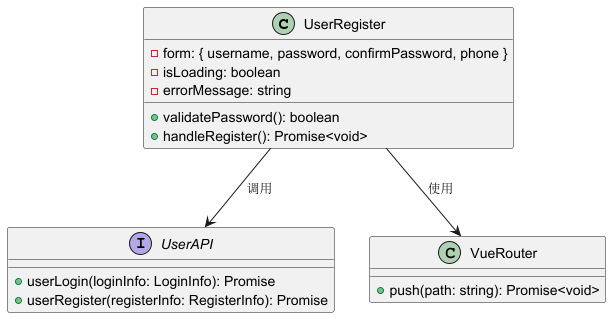 C UserRegister
form: { username, password, confirmPassword, phone }
isLoading: boolean
errorMessage: string
validatePassword(): boolean
handleRegister(): Promise<void>
调用
使用
I UserAPI
userLogin(loginInfo: LoginInfo): Promise
userRegister(registerInfo: RegisterInfo): Promise
C VueRouter
push(path: string): Promise<void>